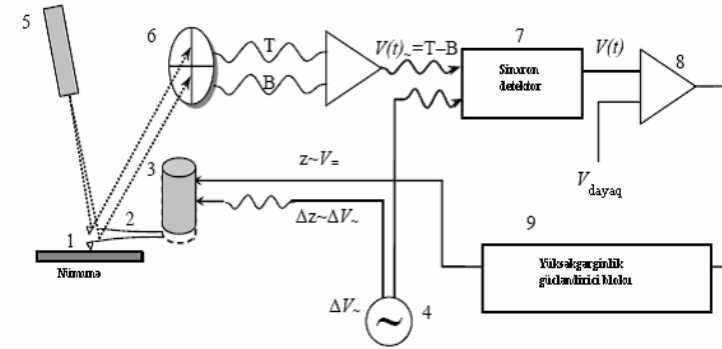 5
6
T
B
V(t)~=T–B
7
Sinxron
detektor
V(t)
8
V dayaq
3
z~V=
Δz~ΔV~
2
1
Nümunə
ΔV~
~
4
9
Yüksəkgərginlik
gücləndirici bloku